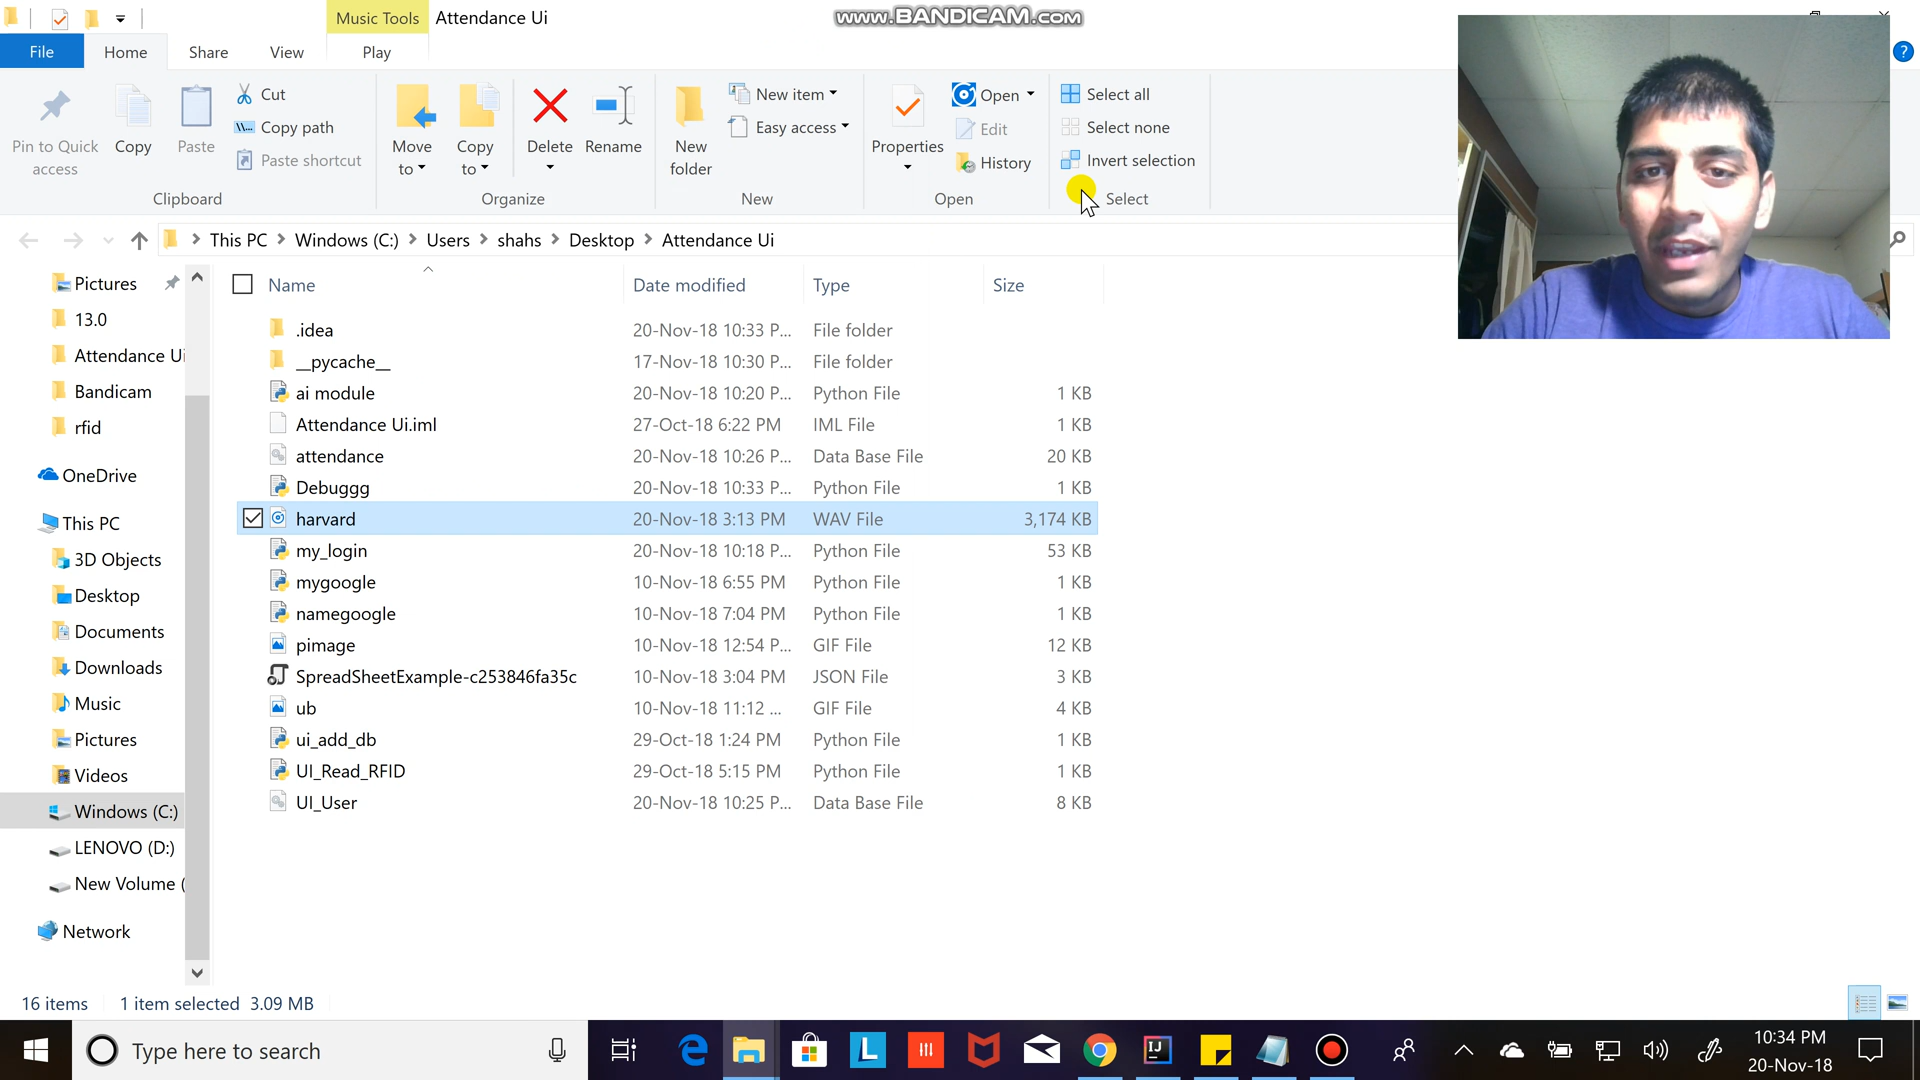 Music Tools Attendance Ui
www.BANDICAM.com
File Home Share View Play
Pin to Quick access
Copy
Paste
Cut
Copy path
Paste shortcut
Clipboard
Move to
Copy to
Delete
Rename
Organize
New folder
New item
Easy access
New
Properties
Open
Edit
History
Open
Select all
Select none
Invert selection
Select
This PC > Windows (C:) > Users > shahs > Desktop > Attendance Ui
Pictures
13.0
Attendance Ui
Bandicam
rfid
OneDrive
This PC
3D Objects
Desktop
Documents
Downloads
Music
Pictures
Videos
Windows (C:)
LENOVO (D:)
New Volume (
Network
Name Date modified Type Size
.idea 20-Nov-18 10:33 P... File folder
__pycache__ 17-Nov-18 10:30 P... File folder
ai module 20-Nov-18 10:20 P... Python File 1 KB
Attendance Ui.iml 27-Oct-18 6:22 PM IML File 1 KB
attendance 20-Nov-18 10:26 P... Data Base File 20 KB
Debuggg 20-Nov-18 10:33 P... Python File 1 KB
harvard 20-Nov-18 3:13 PM WAV File 3,174 KB
my_login 20-Nov-18 10:18 P... Python File 53 KB
mygoogle 10-Nov-18 6:55 PM Python File 1 KB
namegoogle 10-Nov-18 7:04 PM Python File 1 KB
pimage 10-Nov-18 12:54 P... GIF File 12 KB
SpreadSheetExample-c253846fa35c 10-Nov-18 3:04 PM JSON File 3 KB
ub 10-Nov-18 11:12 ... GIF File 4 KB
ui_add_db 29-Oct-18 1:24 PM Python File 1 KB
UI_Read_RFID 29-Oct-18 5:15 PM Python File 1 KB
UI_User 20-Nov-18 10:25 P... Data Base File 8 KB
16 items 1 item selected 3.09 MB
Type here to search
10:34 PM
20-Nov-18